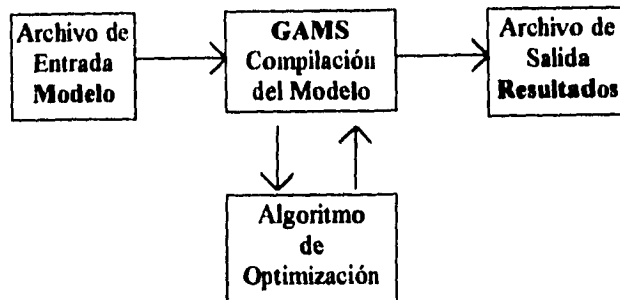 Archivo de
Entrada
Modelo
GAMS
Compilación
del Modelo
Archivo de
Salida
Resultados
Algoritmo
de
Optimización